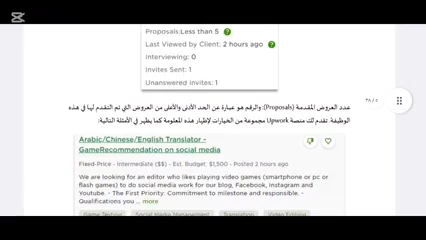 Proposals:Less than 5
Last Viewed by Client: 2 hours ago
Interviewing: 0
Invites Sent: 1
Unanswered invites: 1
عدد العروض المقدمة (Proposals): والرقم هو عبارة عن الحد الأدنى والأعلى من العروض التي تم التقدم لها في هذه
الوظيفة. تقدم لك منصة Upwork مجموعة من الخيارات لإظهار هذه المعلومة كما يظهر في الأمثلة التالية:
Arabic/Chinese/English Translator -
GameRecommendation on social media
Fixed-Price - Intermediate ($$) - Est. Budget: $1,500 - Posted 2 hours ago
We are looking for an editor who likes playing video games (smartphone or pc or
flash games) to do social media work for our blog, Facebook, Instagram and
Youtube. - The First Priority: Commitment to milestone and responsible. -
Qualifications you ... more
Game Testing Social Media Management Translation Video Editing